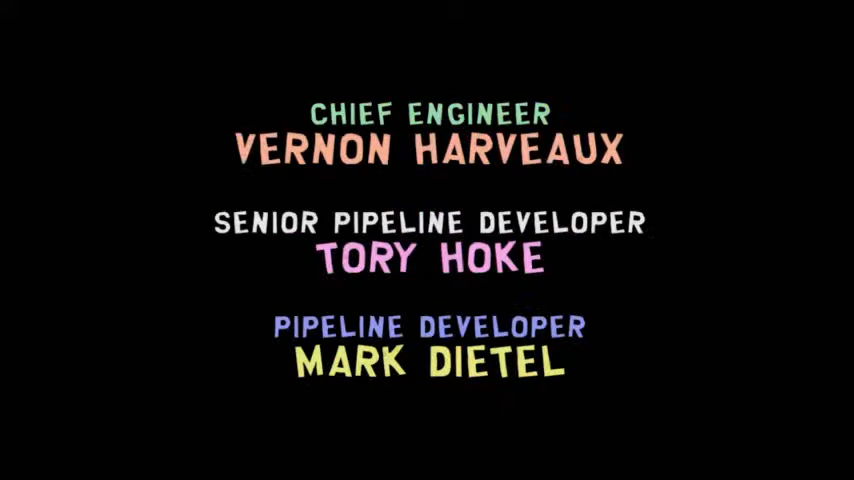 CHIEF ENGINEER
VERNON HARVEAUX
SENIOR PIPELINE DEVELOPER
TORY HOKE
PIPELINE DEVELOPER
MARK DIETEL